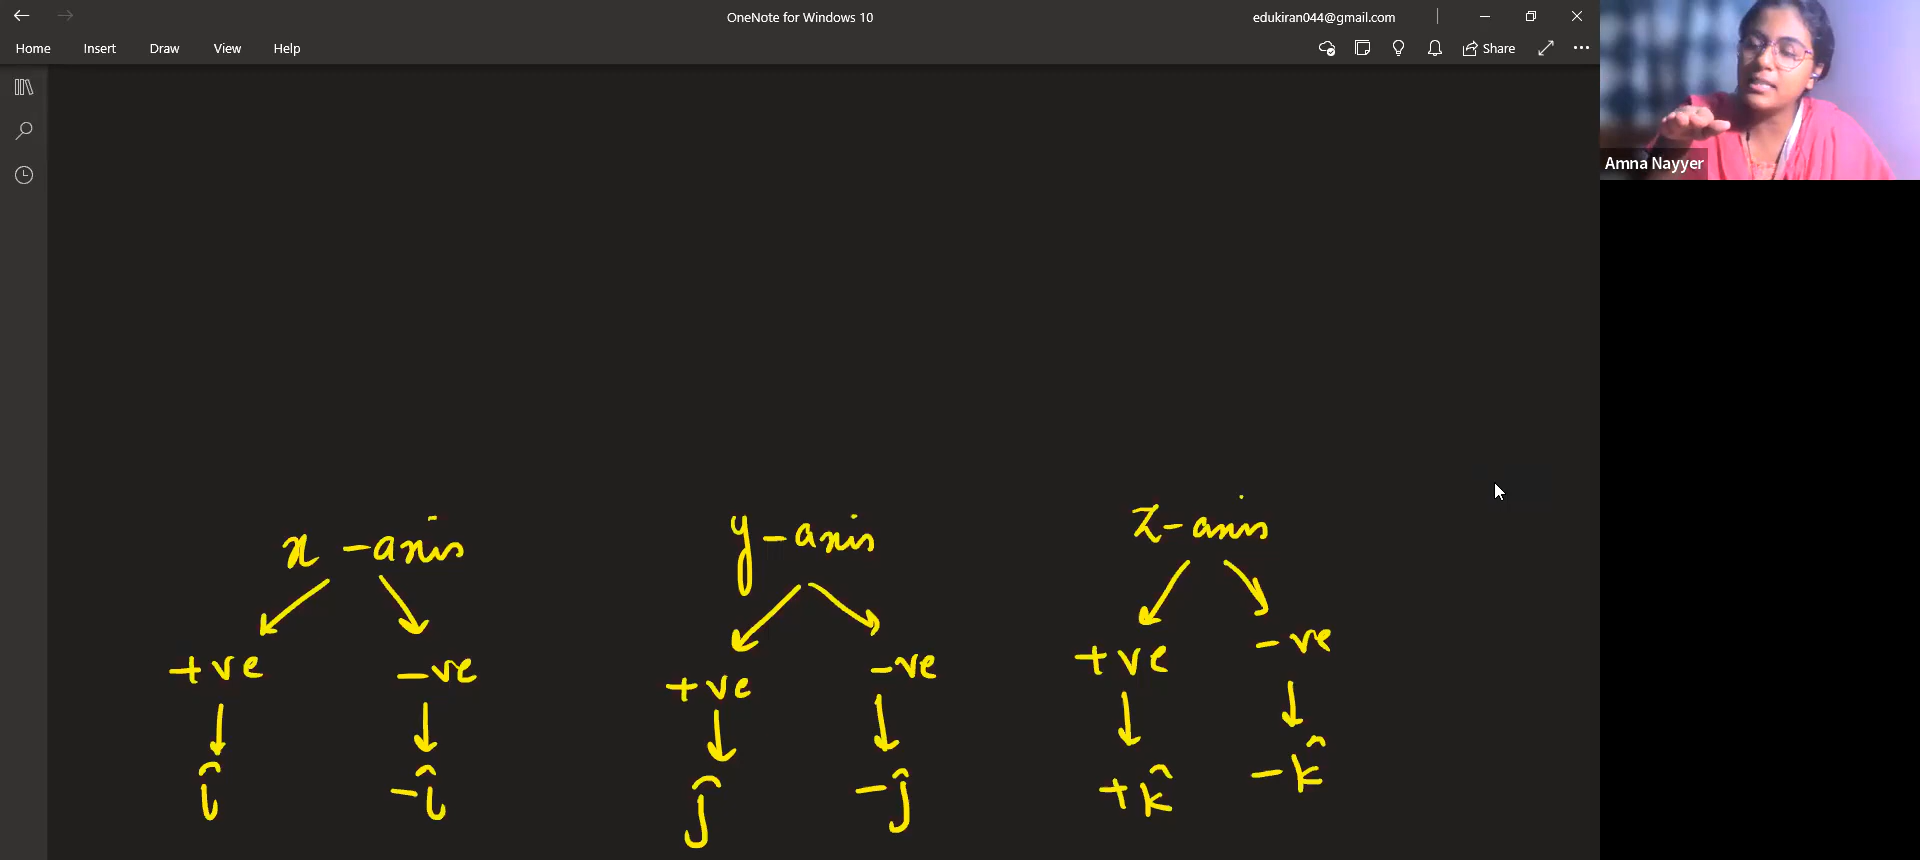 OneNote for Windows 10
edukiran044@gmail.com
Home Insert Draw View Help
Share
Amna Nayyer
x - axis y - axis z - axis
+ve -ve +ve -ve +ve -ve
î -î ĵ -ĵ +k̂ -k̂